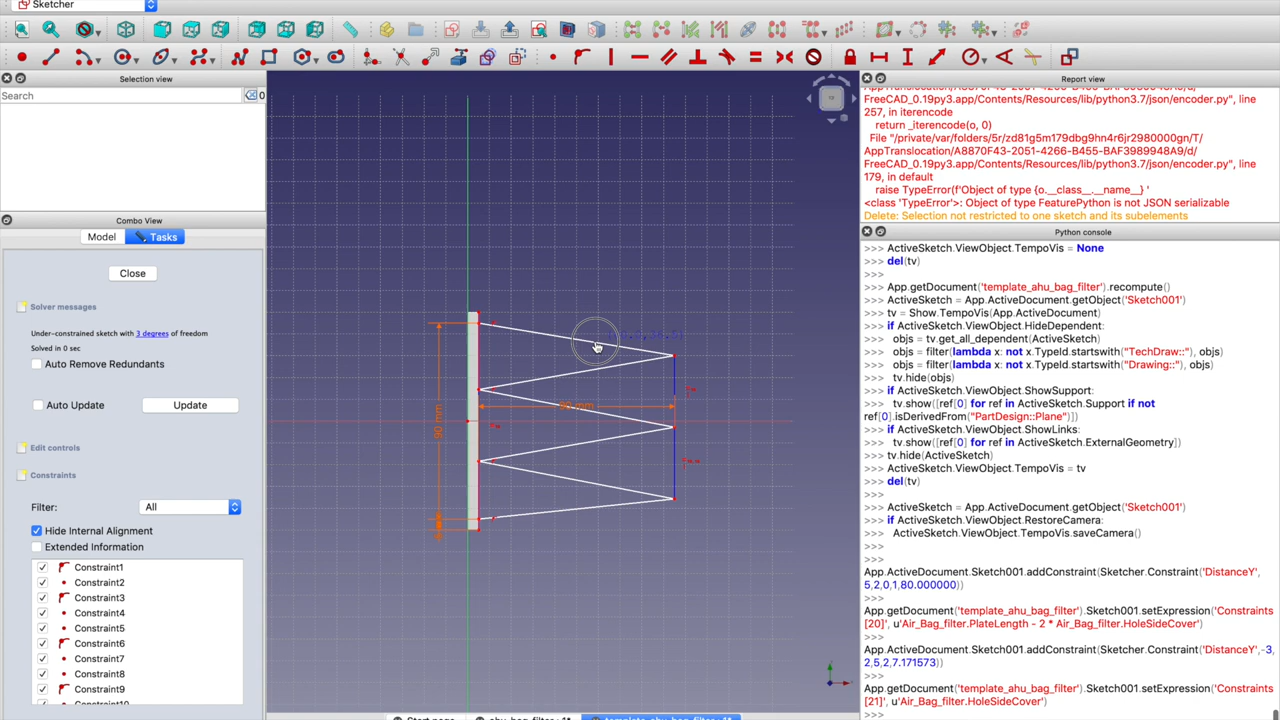 Sketcher
Selection view
Search
0
Combo View
Model
Tasks
Close
Solver messages
Under-constrained sketch with 3 degrees of freedom
Solved in 0 sec
Auto Remove Redundants
Auto Update
Update
Edit controls
Constraints
Filter:
All
Hide Internal Alignment
Extended Information
Constraint1
Constraint2
Constraint3
Constraint4
Constraint5
Constraint6
Constraint7
Constraint8
Constraint9
90 mm
90 mm
Report view
FreeCAD_0.19py3.app/Contents/Resources/lib/python3.7/json/encoder.py", line
257, in iterencode
return _iterencode(o, 0)
File "/private/var/folders/5r/zd81g5m179dbg9hn4r6jr2980000gn/T/
AppTranslocation/A8870F43-2051-4266-B455-BAF3989948A9/d/
FreeCAD_0.19py3.app/Contents/Resources/lib/python3.7/json/encoder.py", line
179, in default
raise TypeError(f'Object of type {o.__class__.__name__} '
<class 'TypeError'>: Object of type FeaturePython is not JSON serializable
Delete: Selection not restricted to one sketch and its subelements
Python console
>>> ActiveSketch.ViewObject.TempoVis = None
>>> del(tv)
>>>
>>> App.getDocument('template_ahu_bag_filter').recompute()
>>> ActiveSketch = App.ActiveDocument.getObject('Sketch001')
>>> tv = Show.TempoVis(App.ActiveDocument)
>>> if ActiveSketch.ViewObject.HideDependent:
>>> objs = tv.get_all_dependent(ActiveSketch)
>>> objs = filter(lambda x: not x.TypeId.startswith("TechDraw::"), objs)
>>> objs = filter(lambda x: not x.TypeId.startswith("Drawing::"), objs)
>>> tv.hide(objs)
>>> if ActiveSketch.ViewObject.ShowSupport:
>>> tv.show([ref[0] for ref in ActiveSketch.Support if not
ref[0].isDerivedFrom("PartDesign::Plane")])
>>> if ActiveSketch.ViewObject.ShowLinks:
>>> tv.show([ref[0] for ref in ActiveSketch.ExternalGeometry])
>>> tv.hide(ActiveSketch)
>>> ActiveSketch.ViewObject.TempoVis = tv
>>> del(tv)
>>>
>>> ActiveSketch = App.ActiveDocument.getObject('Sketch001')
>>> if ActiveSketch.ViewObject.RestoreCamera:
>>> ActiveSketch.ViewObject.TempoVis.saveCamera()
>>>
>>>
App.ActiveDocument.Sketch001.addConstraint(Sketcher.Constraint('DistanceY',
5,2,0,1,80.000000))
>>>
App.getDocument('template_ahu_bag_filter').Sketch001.setExpression('Constraints
[20]', u'Air_Bag_filter.PlateLength - 2 * Air_Bag_filter.HoleSideCover')
>>>
App.ActiveDocument.Sketch001.addConstraint(Sketcher.Constraint('DistanceY',-3,
2,5,2,7.171573))
>>>
App.getDocument('template_ahu_bag_filter').Sketch001.setExpression('Constraints
[21]', u'Air_Bag_filter.HoleSideCover')
>>>